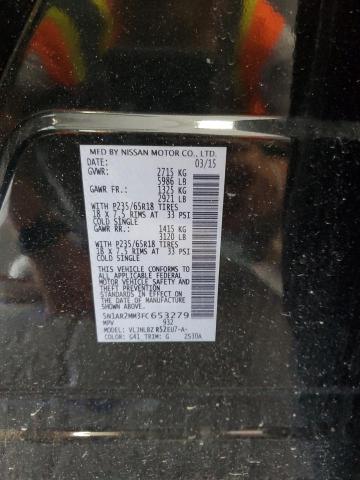 MFD BY NISSAN MOTOR CO., LTD.
DATE: 03/15
GVWR: 2715 KG
5986 LB
GAWR FR. 1325 KG
2921 LB
WITH P235/65R18 TIRES
18 X 7.5 RIMS AT 33 PSI
COLD SINGLE
GAWR RR. 1415 KG
3120 LB
WITH P235/65R18 TIRES
18 X 7.5 RIMS AT 33 PSI
COLD SINGLE
THIS VEHICLE CONFORMS TO ALL
APPLICABLE FEDERAL MOTOR
VEHICLE SAFETY STANDARDS IN
EFFECT ON THE DATE OF MANUFACTURE
SHOWN ABOVE.
5N1AR2MM3FC653279
MPV 932
MODEL: VLJNLBZ R52EU7-A-
COLOR: G41 TRIM: G 2530A